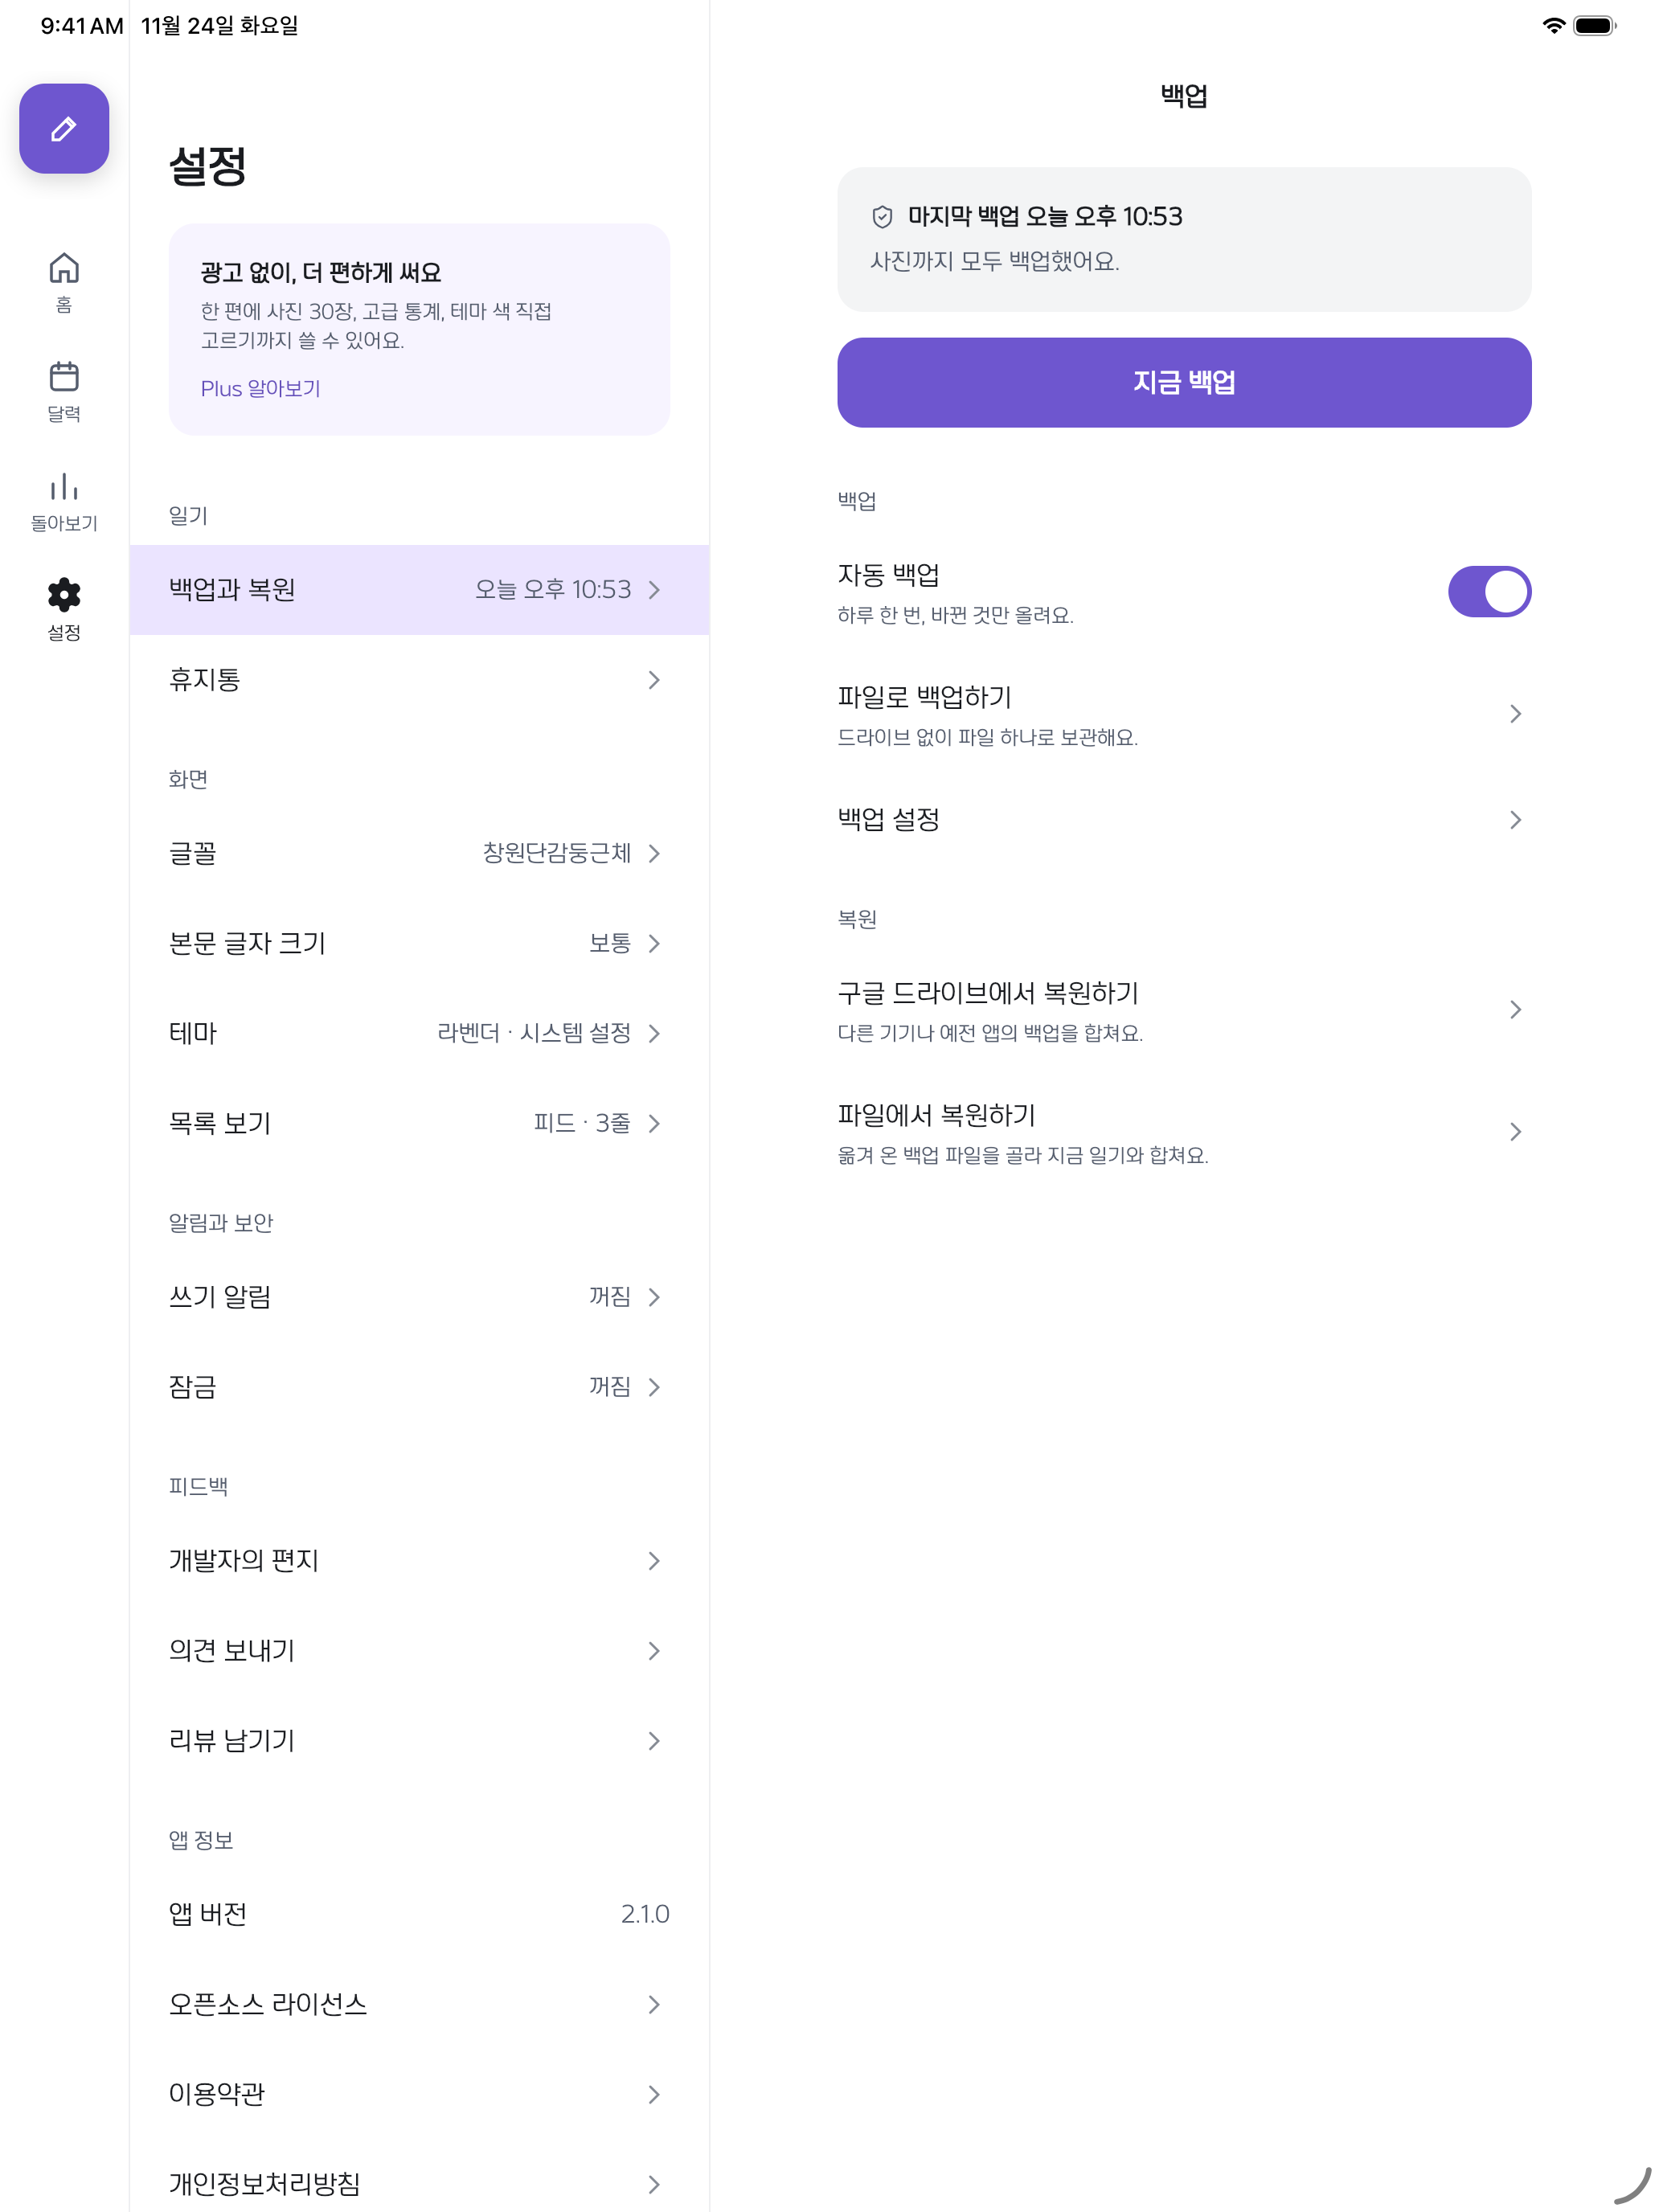 9:41 AM 11월 24일 화요일
홈
달력
돌아보기
설정
설정
광고 없이, 더 편하게 써요
한 편에 사진 30장, 고급 통계, 테마 색 직접
고르기까지 쓸 수 있어요.
Plus 알아보기
일기
백업과 복원 오늘 오후 10:53
휴지통
화면
글꼴 창원단감둥근체
본문 글자 크기 보통
테마 라벤더 · 시스템 설정
목록 보기 피드 · 3줄
알림과 보안
쓰기 알림 꺼짐
잠금 꺼짐
피드백
개발자의 편지
의견 보내기
리뷰 남기기
앱 정보
앱 버전 2.1.0
오픈소스 라이선스
이용약관
개인정보처리방침
백업
마지막 백업 오늘 오후 10:53
사진까지 모두 백업했어요.
지금 백업
백업
자동 백업
하루 한 번, 바뀐 것만 올려요.
파일로 백업하기
드라이브 없이 파일 하나로 보관해요.
백업 설정
복원
구글 드라이브에서 복원하기
다른 기기나 예전 앱의 백업을 합쳐요.
파일에서 복원하기
옮겨 온 백업 파일을 골라 지금 일기와 합쳐요.